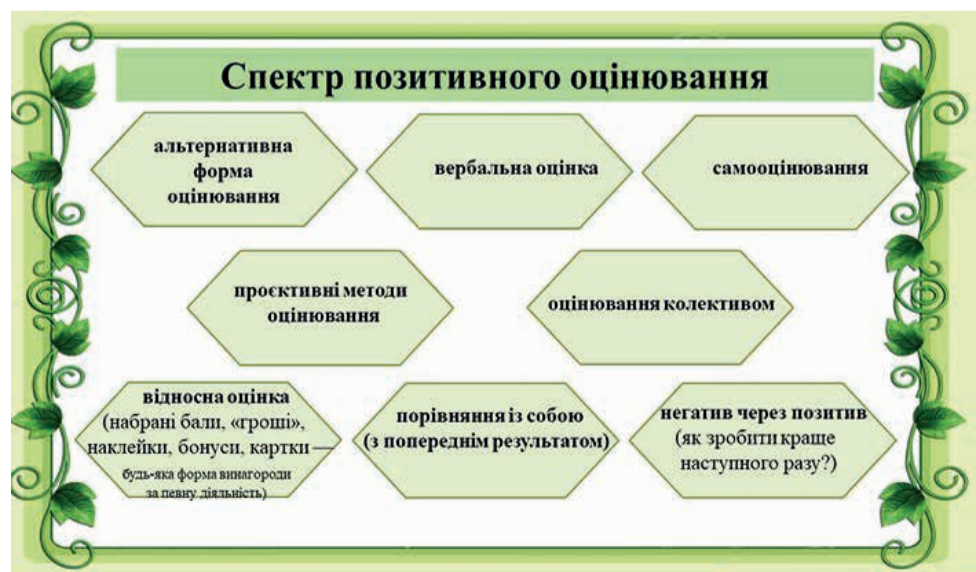 Спектр позитивного оцінювання
альтернативна
форма
оцінювання
вербальна оцінка
самооцінювання
проєктивні методи
оцінювання
оцінювання колективом
відносна оцінка
(набрані бали, «гроші»,
наклейки, бонуси, картки —
будь-яка форма винагороди
за певну діяльність)
порівняння із собою
(з попереднім результатом)
негатив через позитив
(як зробити краще
наступного разу?)